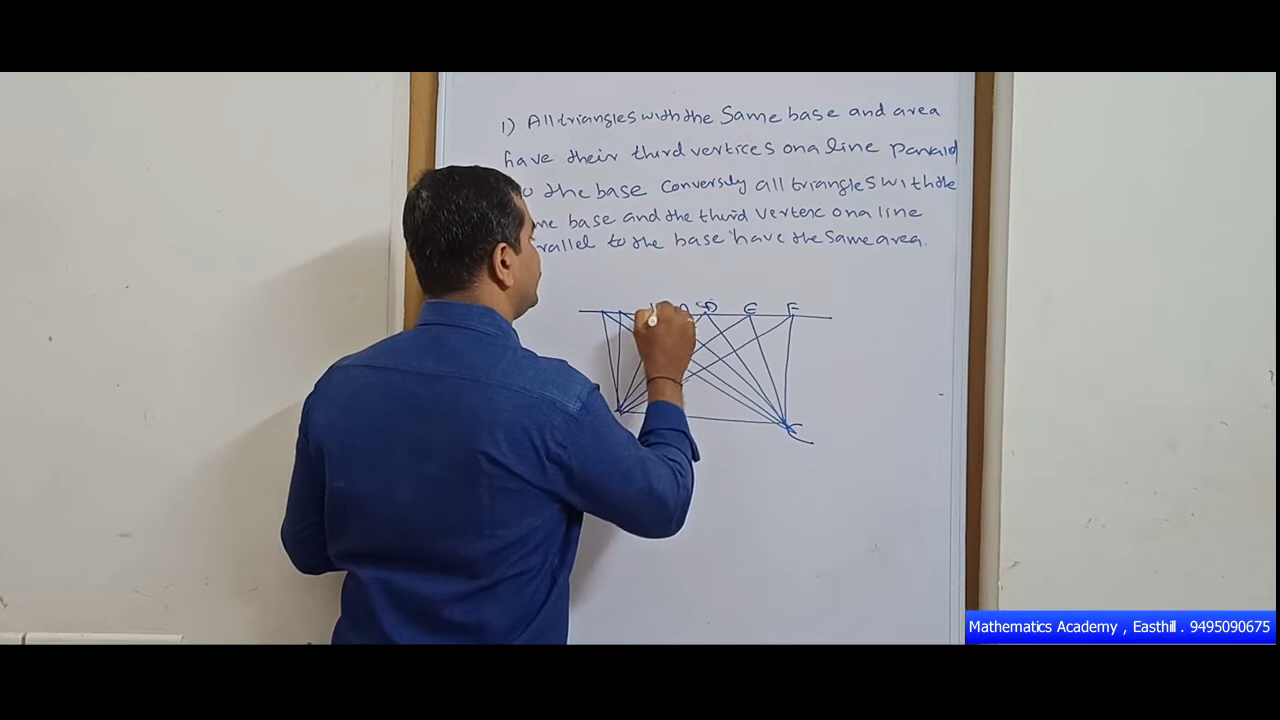 1) All triangles with the Same base and area
have their third vertices on a line parallel
the base conversly all triangles with the
base and the third vertex on a line
to the base have the same area.
D E F
C
Mathematics Academy , Easthill . 9495090675